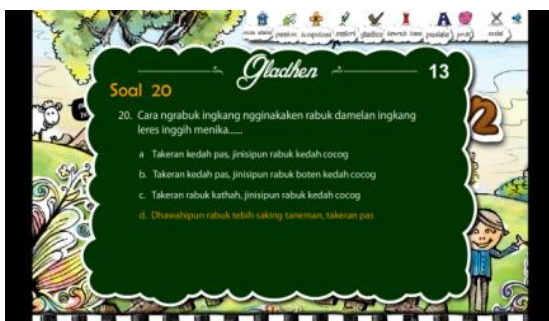 Gladhen
13
Soal 20
20. Cara ngrabuk ingkang ngginakaken rabuk damelan ingkang
leres inggih menika......
a Takeran kedah pas, jinisipun rabuk kedah cocog
b. Takeran kedah pas, jinisipun rabuk boten kedah cocog
c. Takeran rabuk kathah, jinisipun rabuk kedah cocog
d. Dhawahipun rabuk tebih saking taneman, takeran pas
2